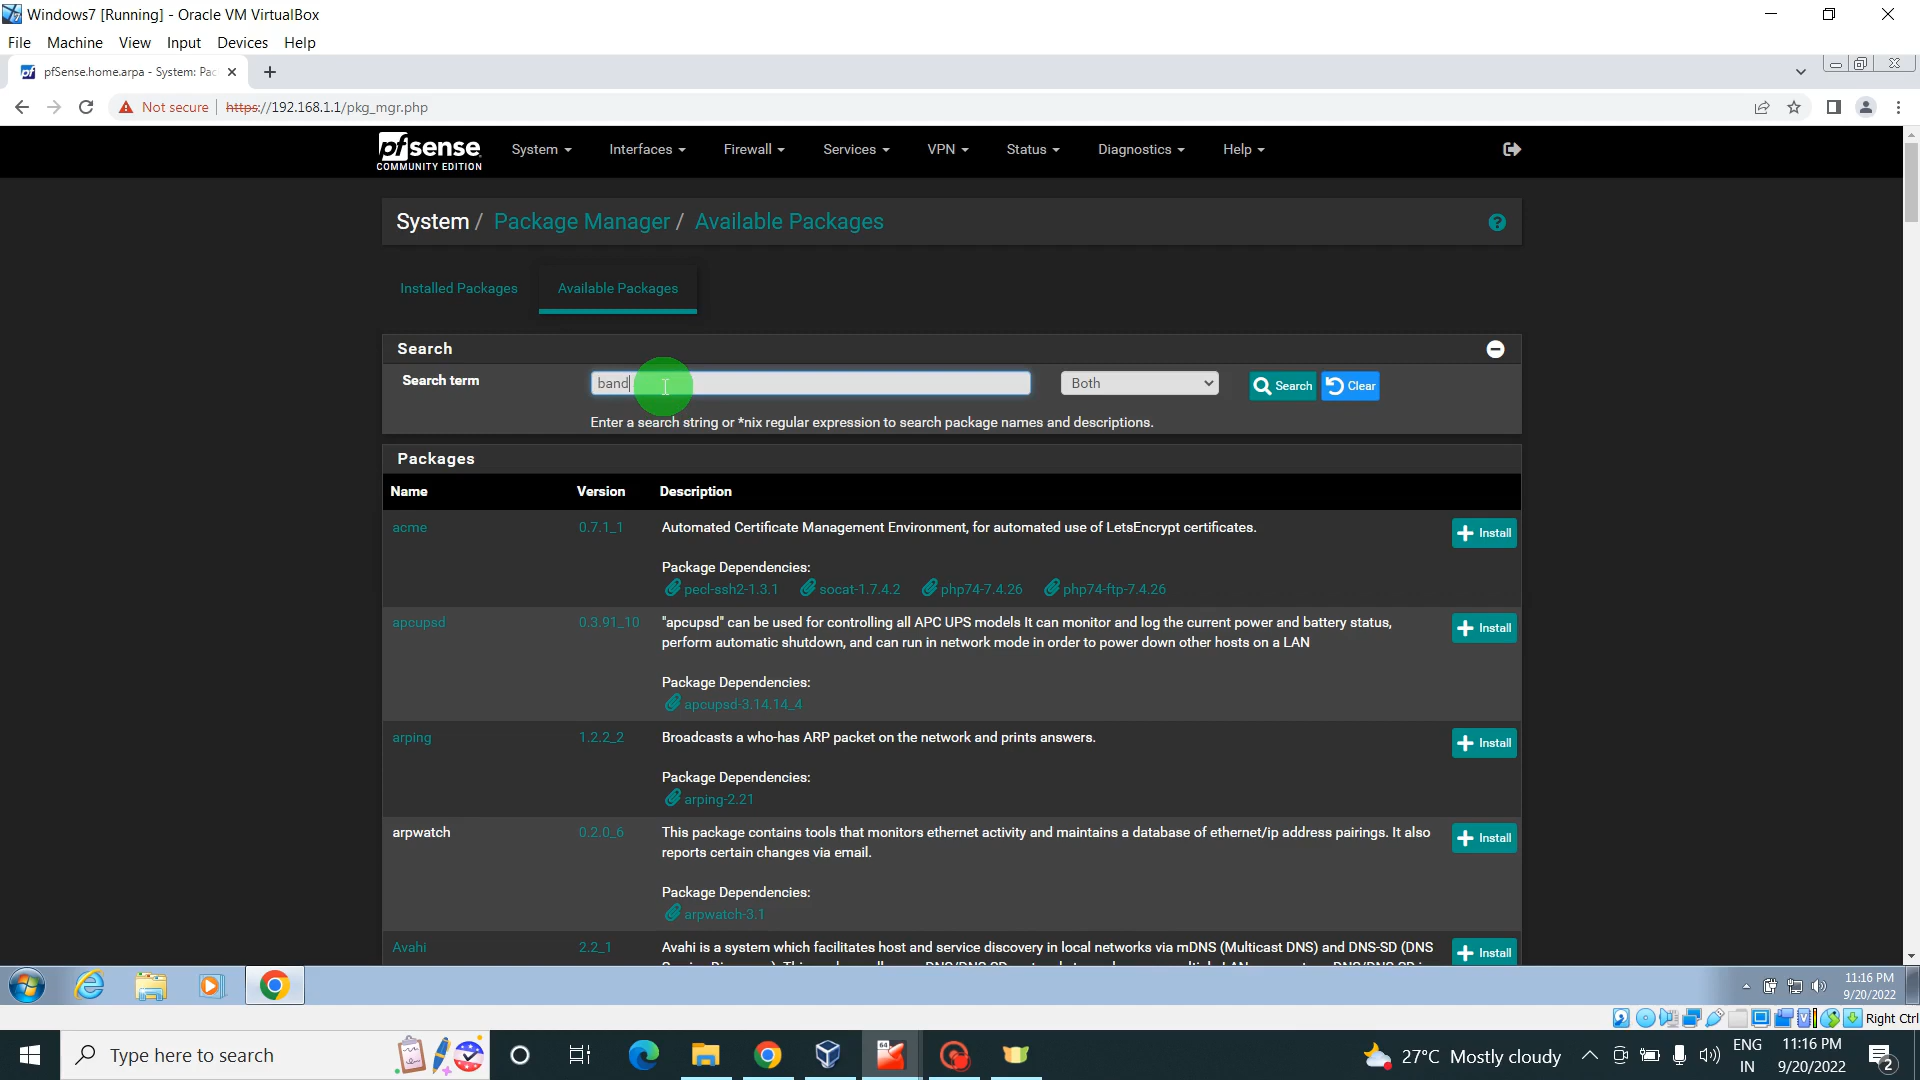 Windows7 [Running] - Oracle VM VirtualBox
File Machine View Input Devices Help
pfSense.home.arpa - System: Pac
Not secure https://192.168.1.1/pkg_mgr.php
pfsense
COMMUNITY EDITION
System Interfaces Firewall Services VPN Status Diagnostics Help
System / Package Manager / Available Packages
Installed Packages Available Packages
Search
Search term band Both Search Clear
Enter a search string or *nix regular expression to search package names and descriptions.
Packages
Name Version Description
acme 0.7.1_1 Automated Certificate Management Environment, for automated use of LetsEncrypt certificates. Install
Package Dependencies:
pecl-ssh2-1.3.1 socat-1.7.4.2 php74-7.4.26 php74-ftp-7.4.26
apcupsd 0.3.91_10 "apcupsd" can be used for controlling all APC UPS models It can monitor and log the current power and battery status, Install
perform automatic shutdown, and can run in network mode in order to power down other hosts on a LAN
Package Dependencies:
apcupsd-3.14.14_4
arping 1.2.2_2 Broadcasts a who-has ARP packet on the network and prints answers. Install
Package Dependencies:
arping-2.21
arpwatch 0.2.0_6 This package contains tools that monitors ethernet activity and maintains a database of ethernet/ip address pairings. It also Install
reports certain changes via email.
Package Dependencies:
arpwatch-3.1
Avahi 2.2_1 Avahi is a system which facilitates host and service discovery in local networks via mDNS (Multicast DNS) and DNS-SD (DNS Install
11:16 PM
9/20/2022
Right Ctrl
Type here to search
64
27°C Mostly cloudy
ENG
IN
11:16 PM
9/20/2022
2